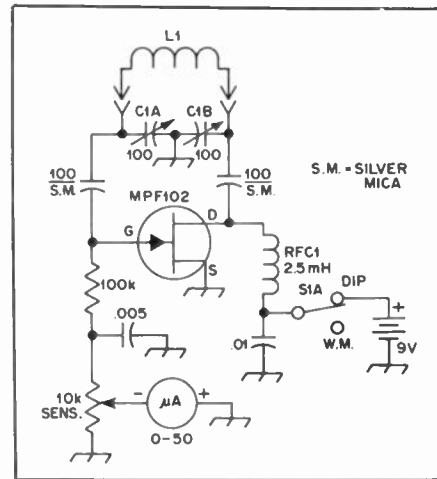 L1
C1A C1B
100 100
100
S.M.
100
S.M.
S.M. = SILVER
MICA
MPF102
G
D
S
RFC1
2.5mH
S1A
DIP
W.M.
+
9V
100k
.005
.01
10k
SENS.
- µA +
0-50